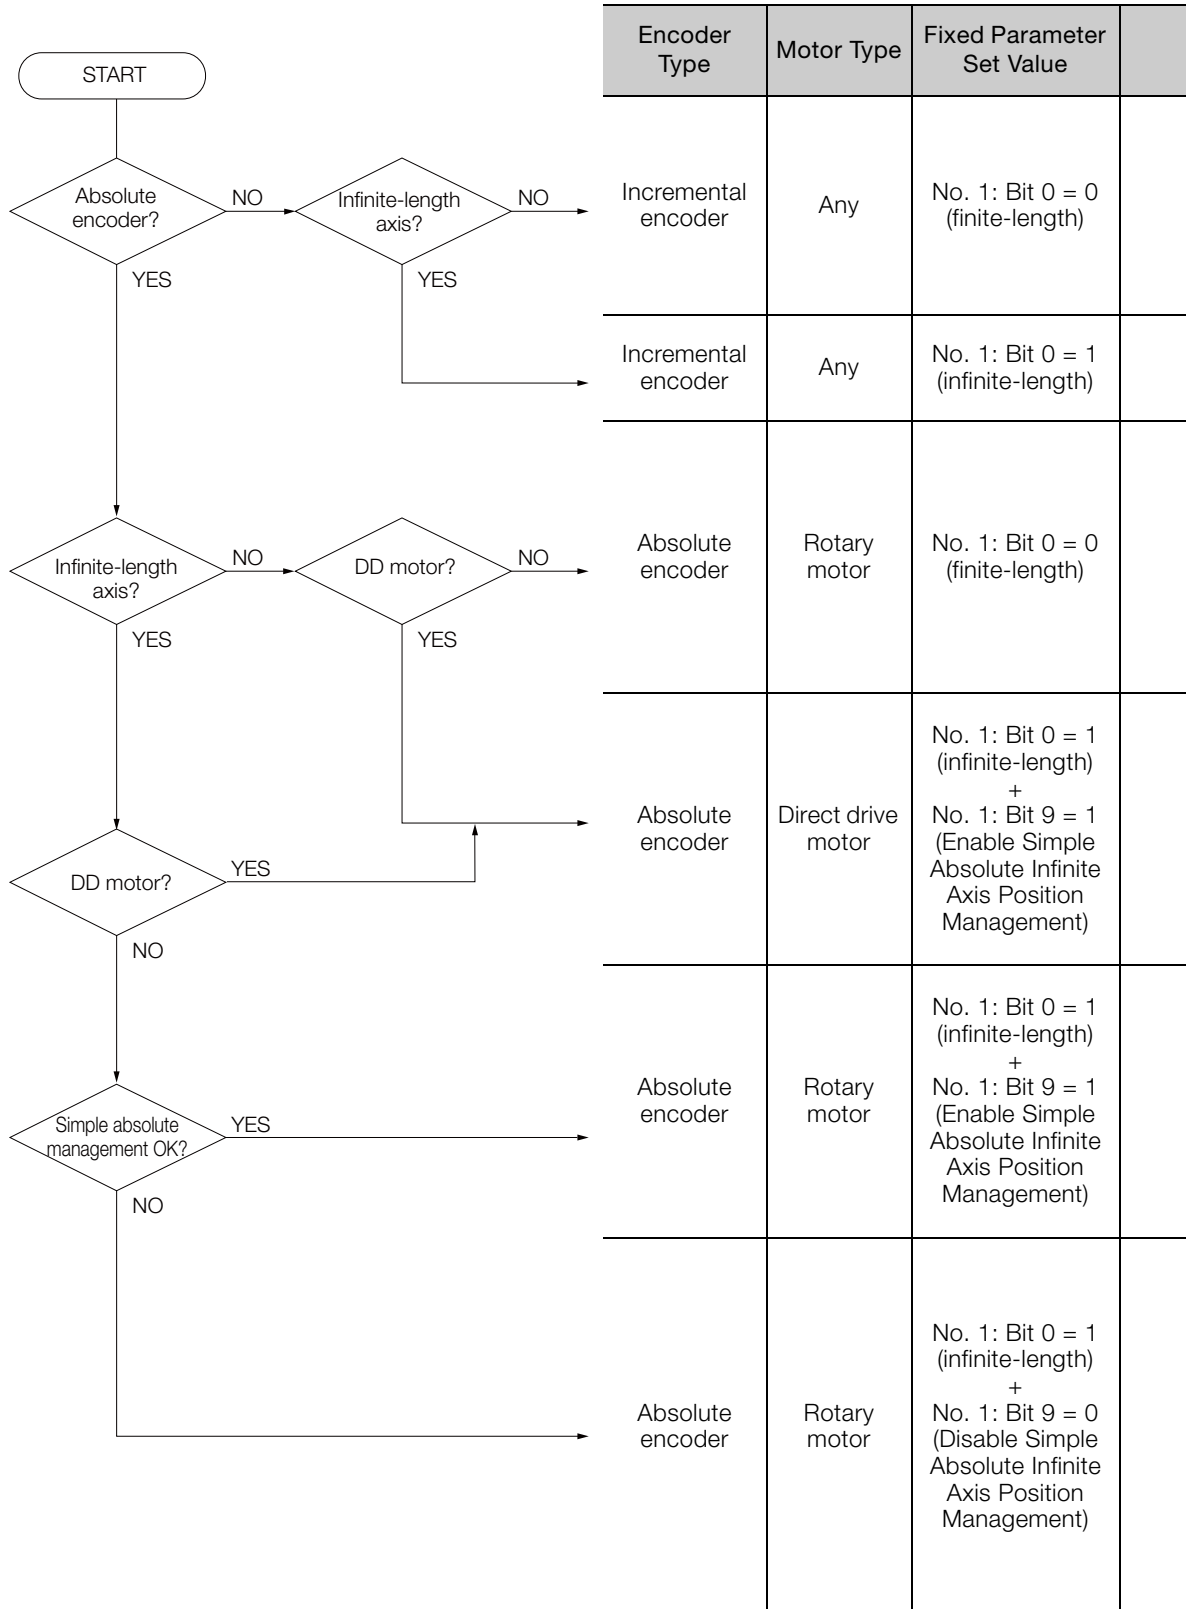 START
Absolute
encoder?
NO
YES
Infinite-length
axis?
NO
YES
Infinite-length
axis?
NO
YES
DD motor?
NO
YES
DD motor?
YES
NO
Simple absolute
management OK?
YES
NO
Encoder
Type
Motor Type
Fixed Parameter
Set Value
Incremental
encoder
Any
No. 1: Bit 0 = 0
(finite-length)
Incremental
encoder
Any
No. 1: Bit 0 = 1
(infinite-length)
Absolute
encoder
Rotary
motor
No. 1: Bit 0 = 0
(finite-length)
Absolute
encoder
Direct drive
motor
No. 1: Bit 0 = 1
(infinite-length)
+
No. 1: Bit 9 = 1
(Enable Simple
Absolute Infinite
Axis Position
Management)
Absolute
encoder
Rotary
motor
No. 1: Bit 0 = 1
(infinite-length)
+
No. 1: Bit 9 = 1
(Enable Simple
Absolute Infinite
Axis Position
Management)
Absolute
encoder
Rotary
motor
No. 1: Bit 0 = 1
(infinite-length)
+
No. 1: Bit 9 = 0
(Disable Simple
Absolute Infinite
Axis Position
Management)